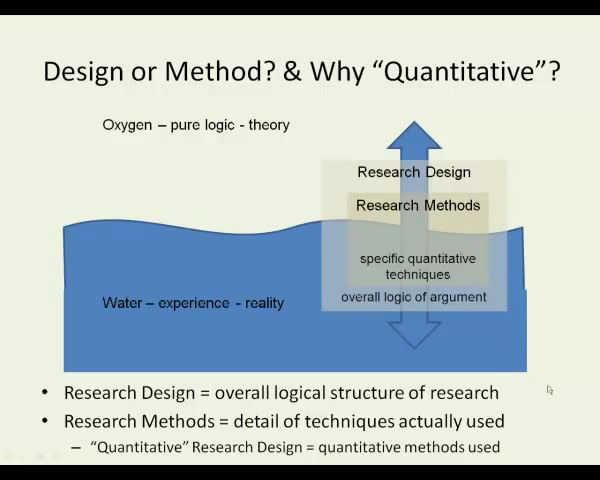 Design or Method? & Why “Quantitative”?
Oxygen – pure logic - theory
Research Design
Research Methods
specific quantitative
techniques
overall logic of argument
Water – experience - reality
• Research Design = overall logical structure of research
• Research Methods = detail of techniques actually used
– “Quantitative” Research Design = quantitative methods used